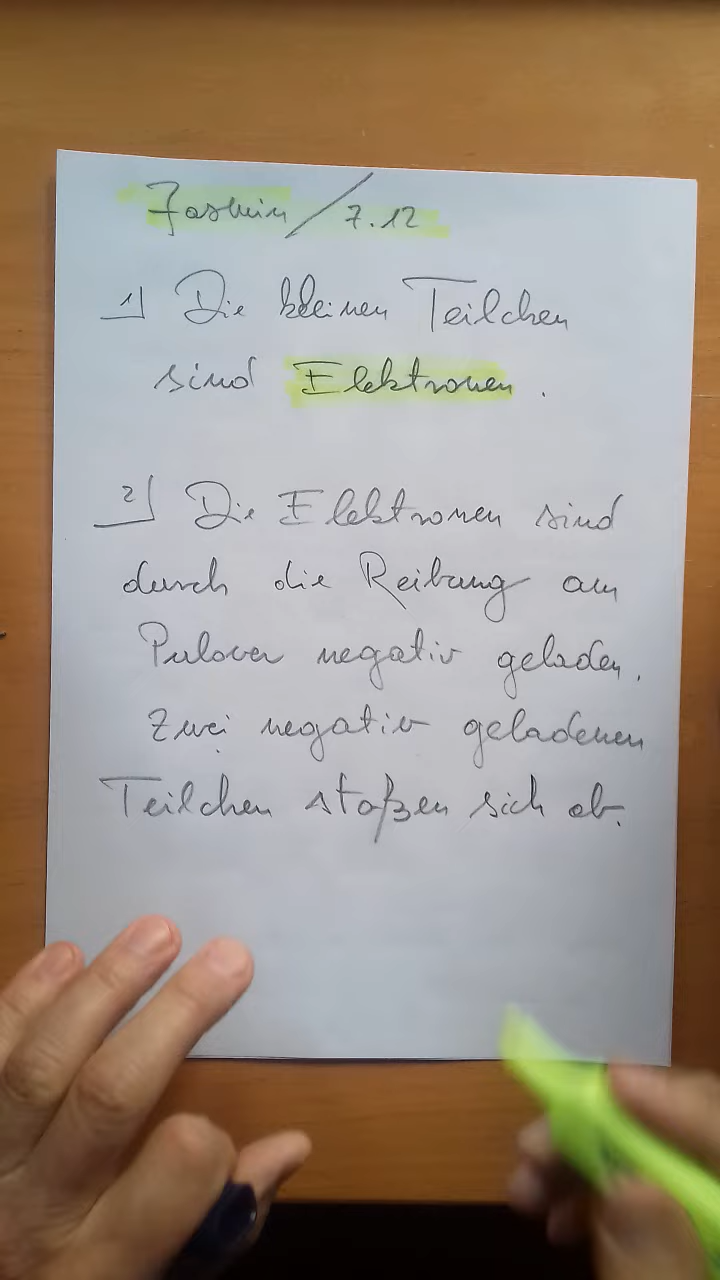 Jasmin / 7.12
1) Die kleinen Teilchen
sind Elektronen.
2) Die Elektronen sind
durch die Reibung am
Pulover negativ geladen.
Zwei negativ geladenen
Teilchen stoßen sich ab.